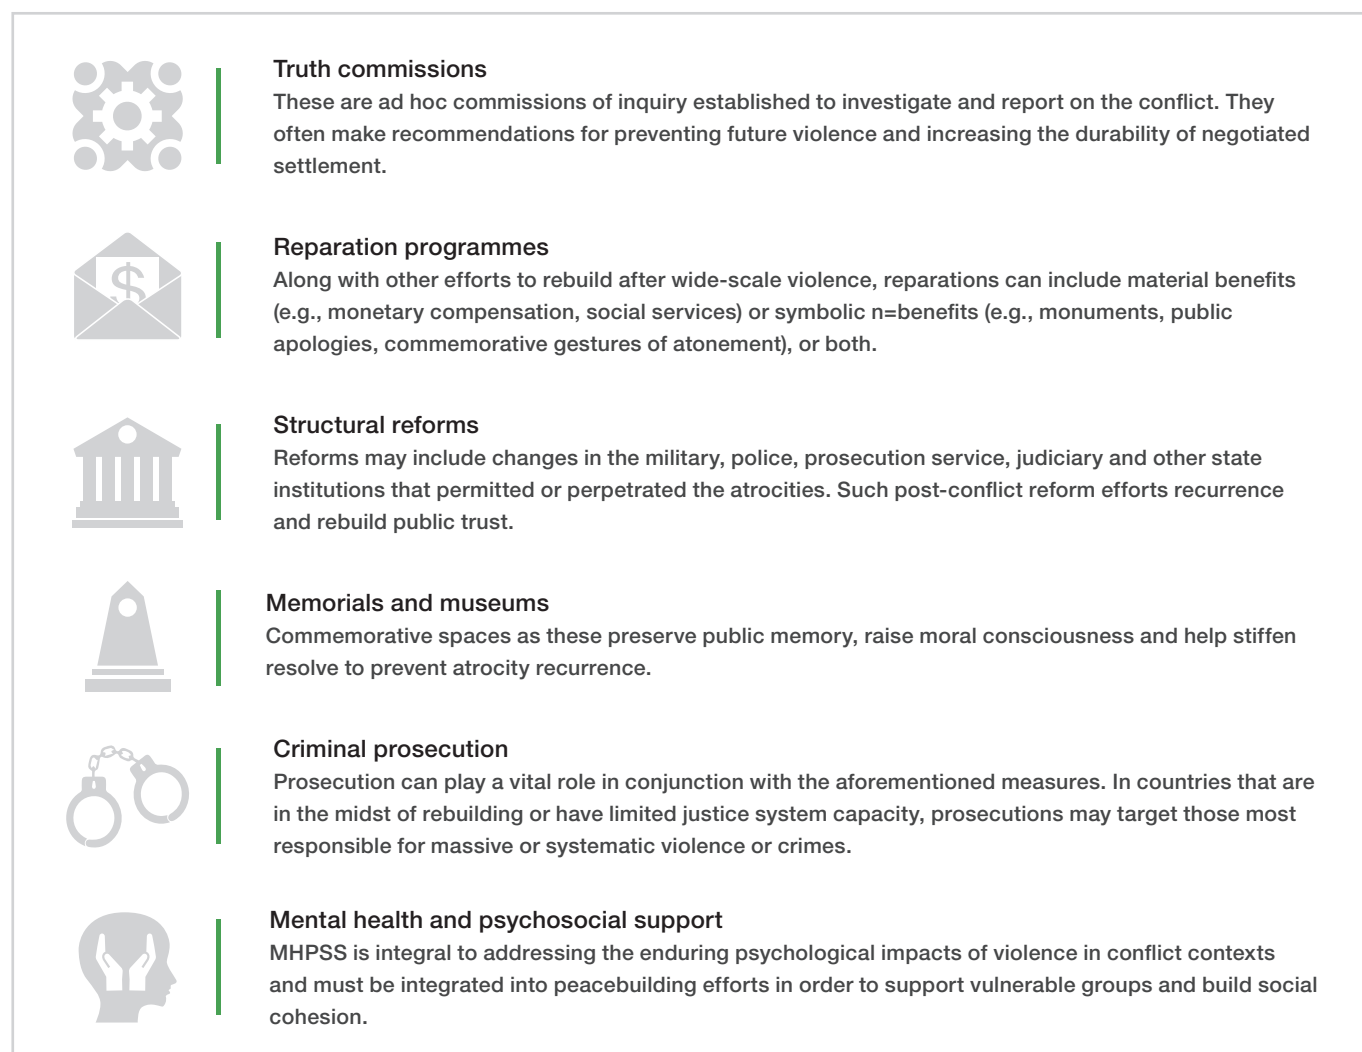 Truth commissions
These are ad hoc commissions of inquiry established to investigate and report on the conflict. They
often make recommendations for preventing future violence and increasing the durability of negotiated
settlement.
Reparation programmes
Along with other efforts to rebuild after wide-scale violence, reparations can include material benefits
(e.g., monetary compensation, social services) or symbolic n=benefits (e.g., monuments, public
apologies, commemorative gestures of atonement), or both.
$
Structural reforms
Reforms may include changes in the military, police, prosecution service, judiciary and other state
institutions that permitted or perpetrated the atrocities. Such post-conflict reform efforts recurrence
and rebuild public trust.
Memorials and museums
Commemorative spaces as these preserve public memory, raise moral consciousness and help stiffen
resolve to prevent atrocity recurrence.
Criminal prosecution
Prosecution can play a vital role in conjunction with the aforementioned measures. In countries that are
in the midst of rebuilding or have limited justice system capacity, prosecutions may target those most
responsible for massive or systematic violence or crimes.
Mental health and psychosocial support
MHPSS is integral to addressing the enduring psychological impacts of violence in conflict contexts
and must be integrated into peacebuilding efforts in order to support vulnerable groups and build social
cohesion.